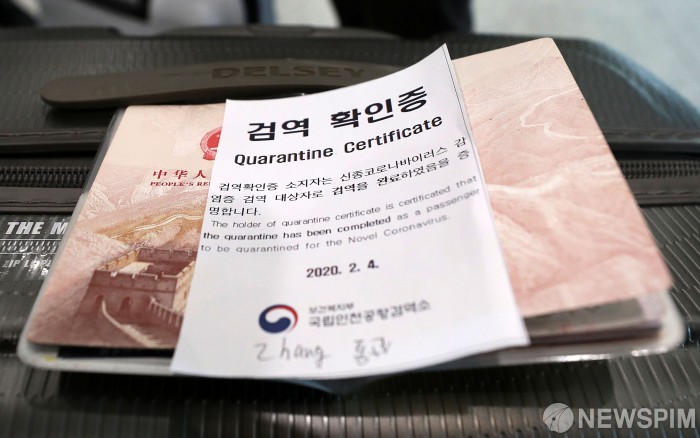 DELSEY
검역 확인증
Quarantine Certificate
검역확인증 소지자는 신종코로나바이러스 감
염증 검역 대상자로 검역을 완료하였음을 증
명합니다.
The holder of quarantine certificate is certificated that
the quarantine has been completed as a passenger
to be quarantined for the Novel Coronavirus.
2020. 2. 4.
보건복지부
국립인천공항검역소
Zhang
中华人
PEOPLE'S R
THE M
NEWSPIM